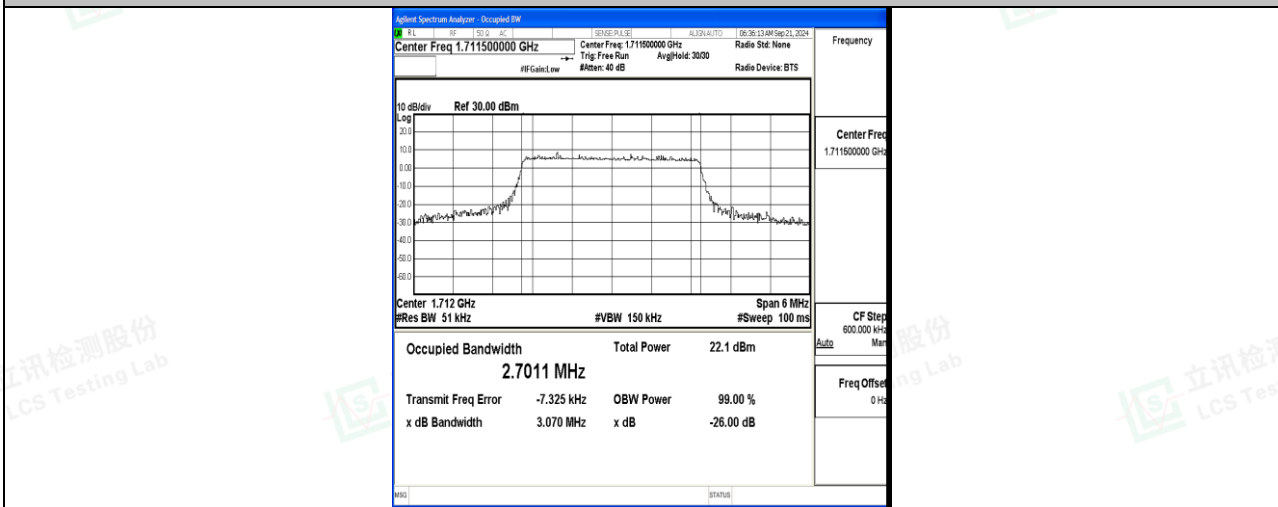 Agilent Spectrum Analyzer - Occupied BW
RL RF 50 Ω AC SENSE:PULSE ALIGN AUTO 06:36:13 AM Sep 21, 2024
Center Freq 1.711500000 GHz
Center Freq: 1.711500000 GHz
Radio Std: None
Trig: Free Run Avg|Hold: 30/30
#IFGain:Low
#Atten: 40 dB
Radio Device: BTS
Frequency
10 dB/div Ref 30.00 dBm
Log
20.0
10.0
0.00
-10.0
-20.0
-30.0
-40.0
-50.0
-60.0
Center Freq
1.711500000 GHz
Center 1.712 GHz
Span 6 MHz
#Res BW 51 kHz
#VBW 150 kHz
#Sweep 100 ms
CF Step
600.000 kHz
Auto Man
Occupied Bandwidth
2.7011 MHz
Total Power 22.1 dBm
Transmit Freq Error -7.325 kHz OBW Power 99.00 %
x dB Bandwidth 3.070 MHz x dB -26.00 dB
Freq Offset
0 Hz
MSG
STATUS
立讯检测股份
LCS Testing Lab